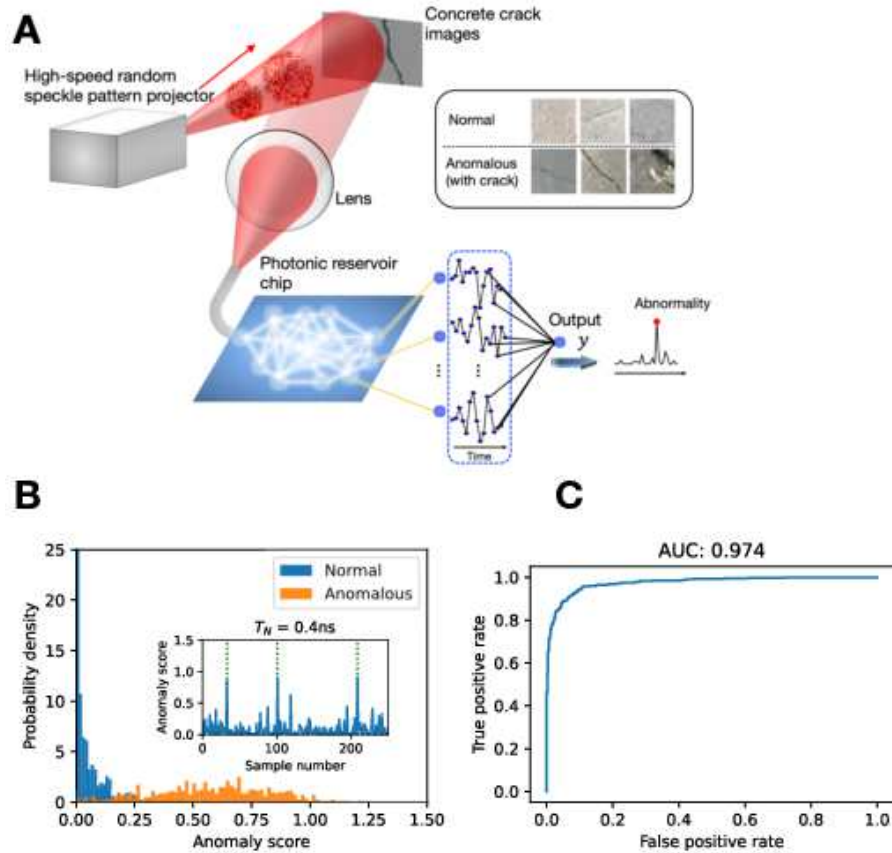 A
Concrete crack
images
High-speed random
speckle pattern projector
Normal
Anomalous
(with crack)
Lens
Photonic reservoir
chip
Output
y
Abnormality
Time
B
C
Normal
Anomalous
T_N = 0.4ns
Anomaly score
1.5
1.0
0.5
0.0
0 100 200
Sample number
Probability density
25
20
15
10
5
0
0.00 0.25 0.50 0.75 1.00 1.25 1.50
Anomaly score
AUC: 0.974
True positive rate
1.0
0.8
0.6
0.4
0.2
0.0
0.0 0.2 0.4 0.6 0.8 1.0
False positive rate